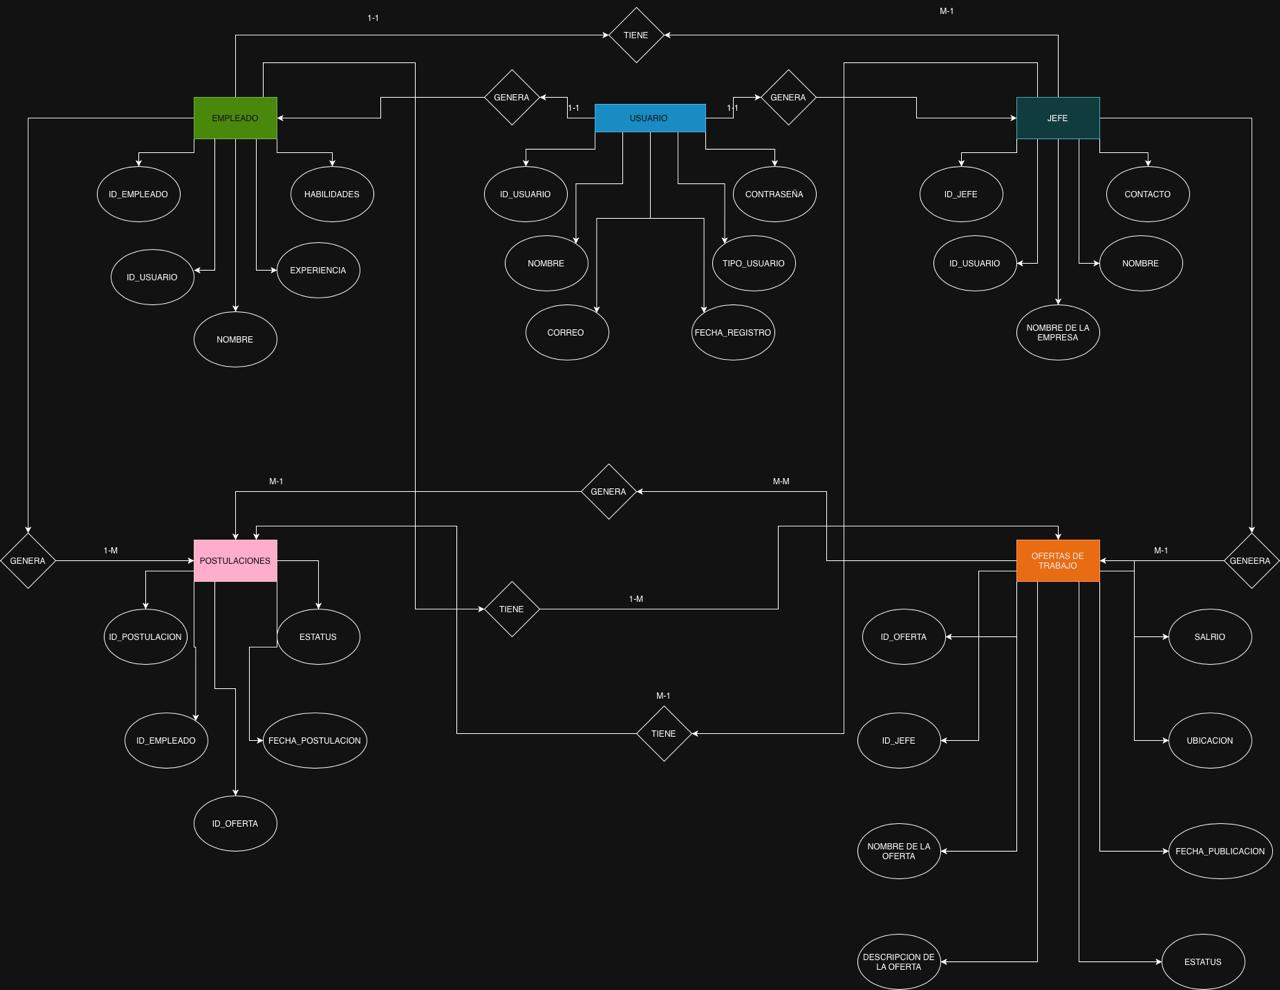 1-1
M-1
TIENE
GENERA
GENERA
1-1
1-1
EMPLEADO
USUARIO
JEFE
ID_EMPLEADO
HABILIDADES
ID_USUARIO
CONTRASEÑA
ID_JEFE
CONTACTO
ID_USUARIO
EXPERIENCIA
NOMBRE
TIPO_USUARIO
ID_USUARIO
NOMBRE
NOMBRE
CORREO
FECHA_REGISTRO
NOMBRE DE LA
EMPRESA
M-1
GENERA
M-M
GENERA
1-M
POSTULACIONES
OFERTAS DE
TRABAJO
M-1
GEENERA
TIENE
1-M
ID_POSTULACION
ESTATUS
ID_OFERTA
SALRIO
M-1
TIENE
ID_EMPLEADO
FECHA_POSTULACION
ID_JEFE
UBICACION
ID_OFERTA
NOMBRE DE LA
OFERTA
FECHA_PUBLICACION
DESCRIPCION DE
LA OFERTA
ESTATUS